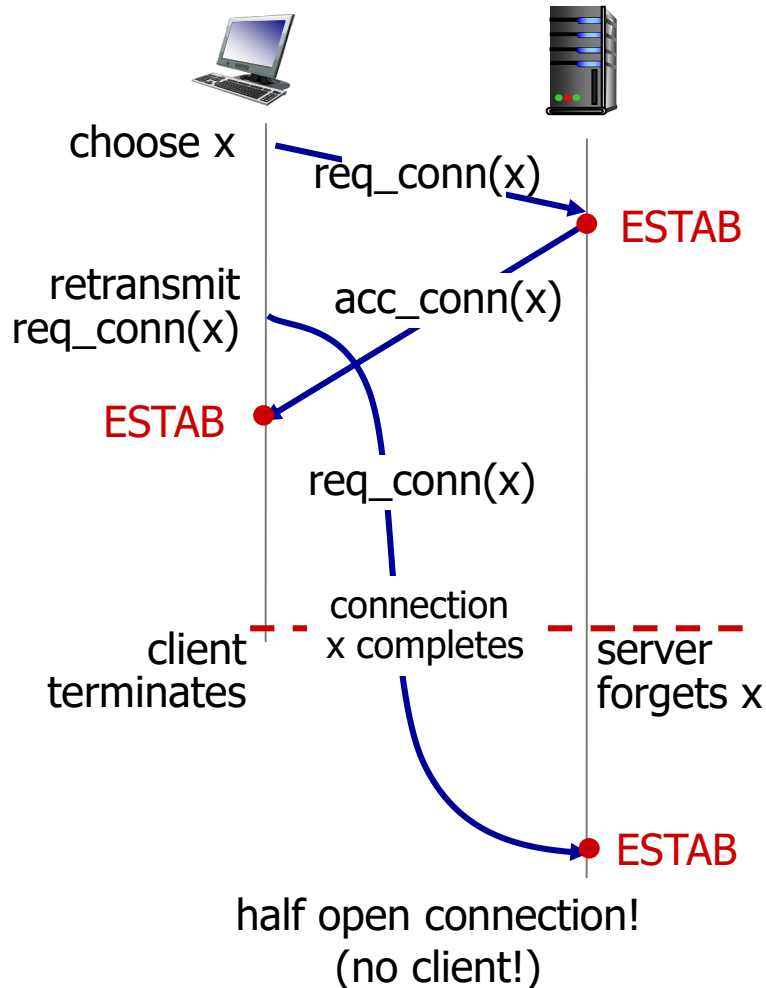 choose x
req_conn(x)
ESTAB
retransmit
req_conn(x)
acc_conn(x)
ESTAB
req_conn(x)
connection
x completes
client
terminates
server
forgets x
ESTAB
half open connection!
(no client!)